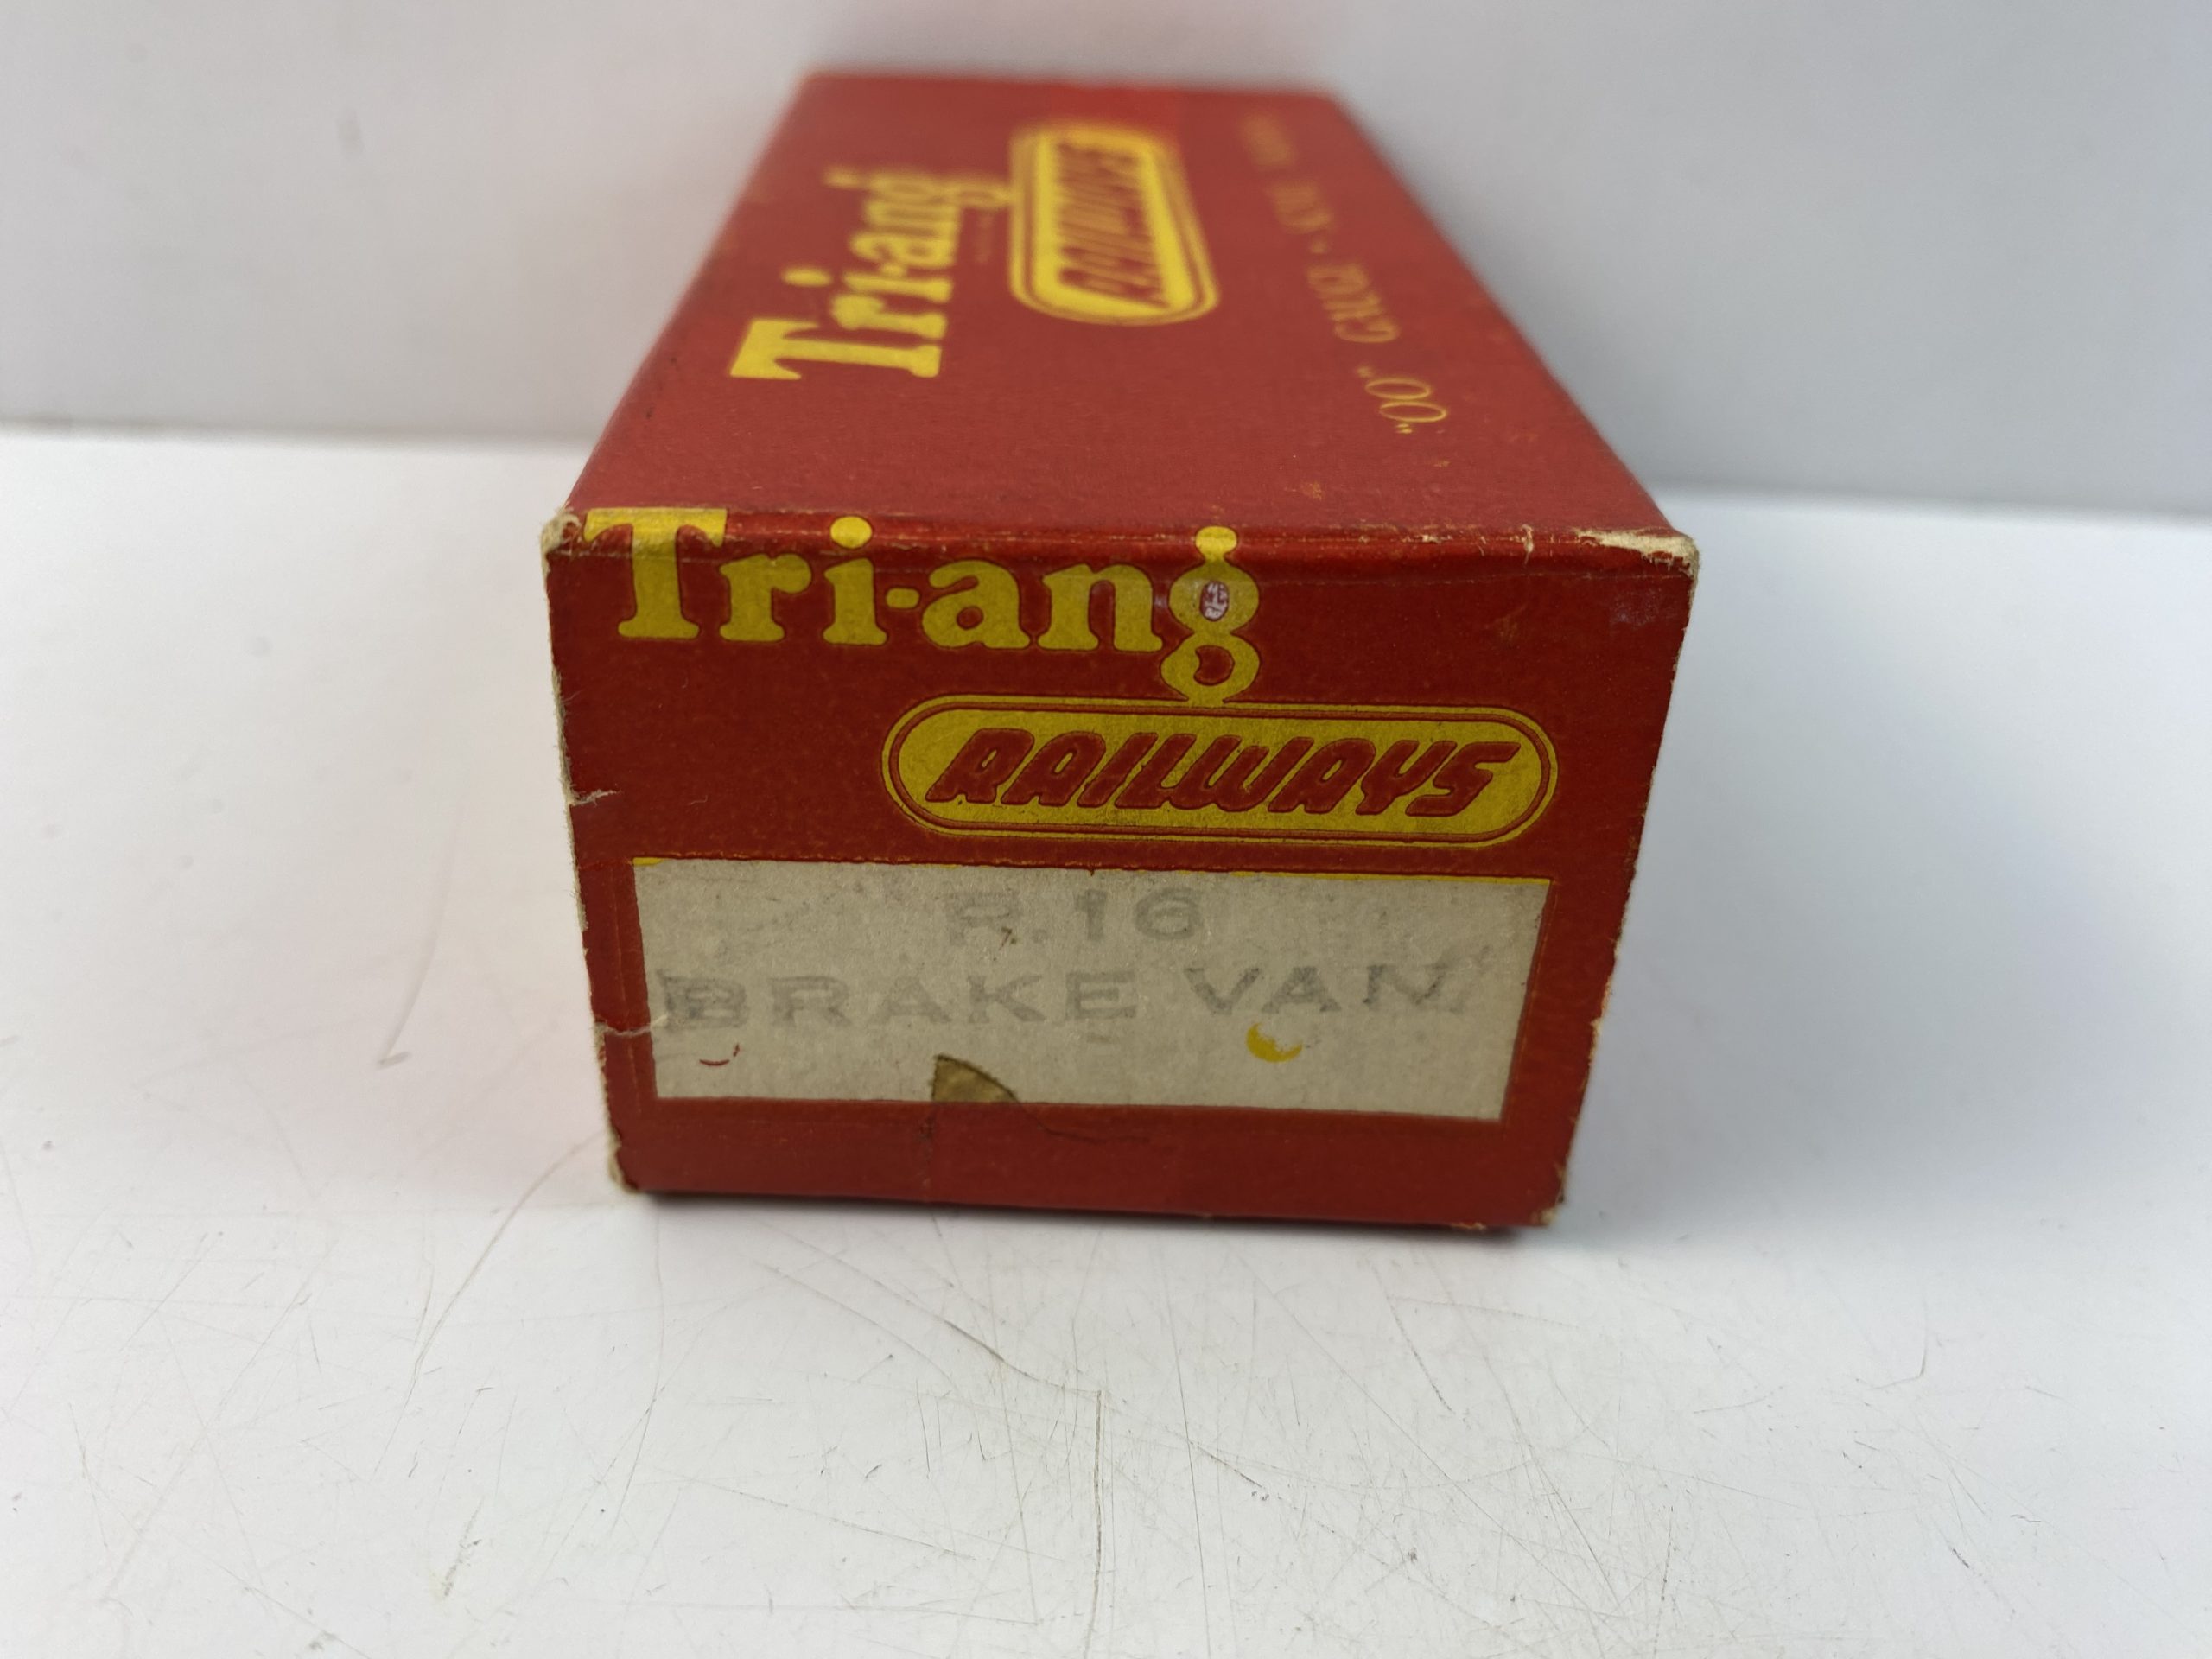 Tri-ang
RAILWAYS
"OO" GAUGE
Tri-ang
RAILWAYS
R.16
BRAKE VAN